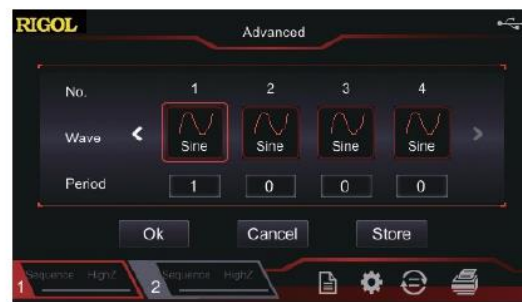 RIGOL
Advanced
No. 1 2 3 4
Wave Sine Sine Sine Sine
Period 1 0 0 0
Ok Cancel Store
1 Sequence HighZ 2 Sequence HighZ